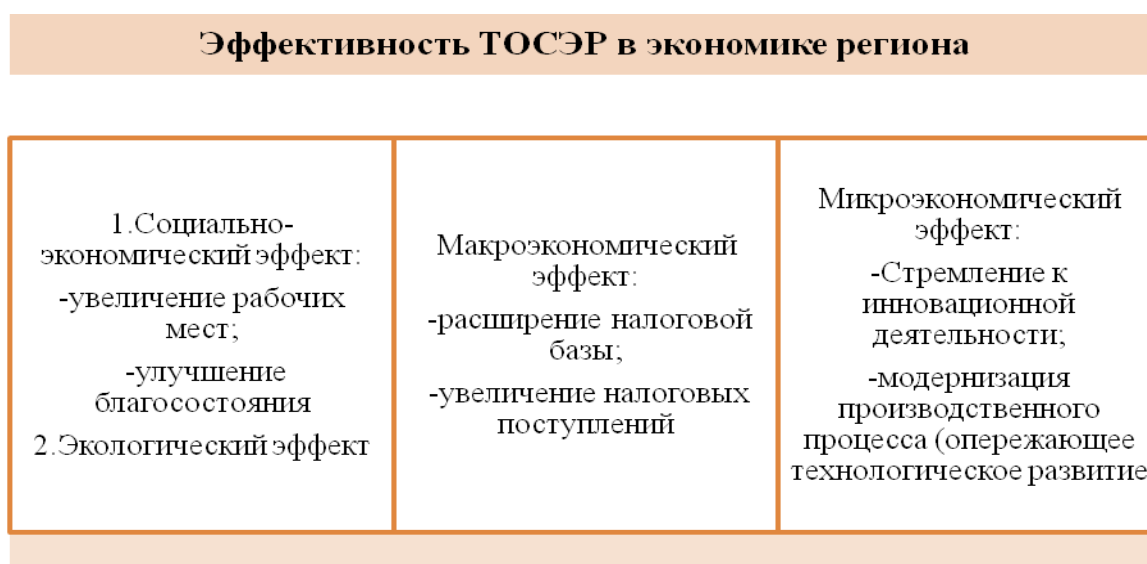 Эффективность ТОСЭР в экономике региона
1.Социально-
экономический эффект:
-увеличение рабочих
мест;
-улучшение
благосостояния
2.Экологический эффект
Макроэкономический
эффект:
-расширение налоговой
базы;
-увеличение налоговых
поступлений
Микроэкономический
эффект:
-Стремление к
инновационной
деятельности;
-модернизация
производственного
процесса (опережающее
технологическое развитие